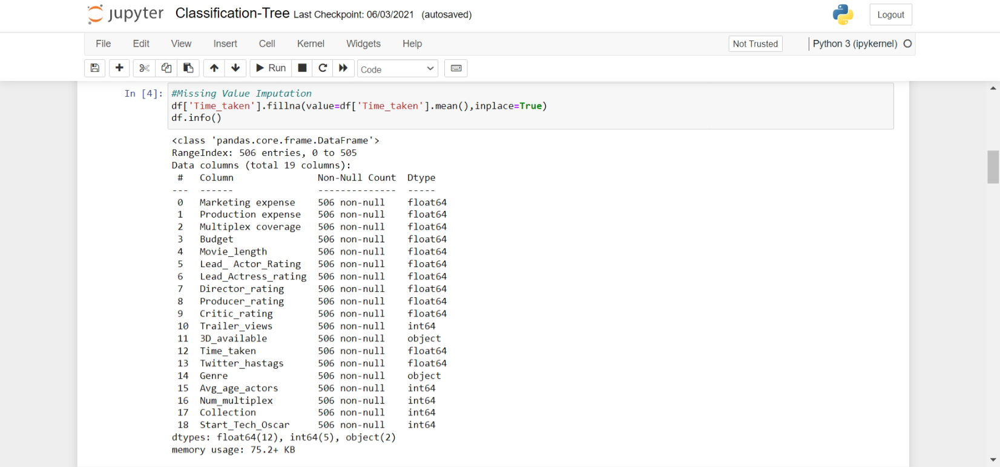 jupyter Classification-Tree Last Checkpoint: 06/03/2021 (autosaved) Logout
File Edit View Insert Cell Kernel Widgets Help Not Trusted Python 3 (ipykernel)
Run Code
In [4]: #Missing Value Imputation
df['Time_taken'].fillna(value=df['Time_taken'].mean(),inplace=True)
df.info()
<class 'pandas.core.frame.DataFrame'>
RangeIndex: 506 entries, 0 to 505
Data columns (total 19 columns):
# Column Non-Null Count Dtype
--- ------ -------------- -----
0 Marketing expense 506 non-null float64
1 Production expense 506 non-null float64
2 Multiplex coverage 506 non-null float64
3 Budget 506 non-null float64
4 Movie_length 506 non-null float64
5 Lead_ Actor_Rating 506 non-null float64
6 Lead_Actress_rating 506 non-null float64
7 Director_rating 506 non-null float64
8 Producer_rating 506 non-null float64
9 Critic_rating 506 non-null float64
10 Trailer_views 506 non-null int64
11 3D_available 506 non-null object
12 Time_taken 506 non-null float64
13 Twitter_hastags 506 non-null float64
14 Genre 506 non-null object
15 Avg_age_actors 506 non-null int64
16 Num_multiplex 506 non-null int64
17 Collection 506 non-null int64
18 Start_Tech_Oscar 506 non-null int64
dtypes: float64(12), int64(5), object(2)
memory usage: 75.2+ KB